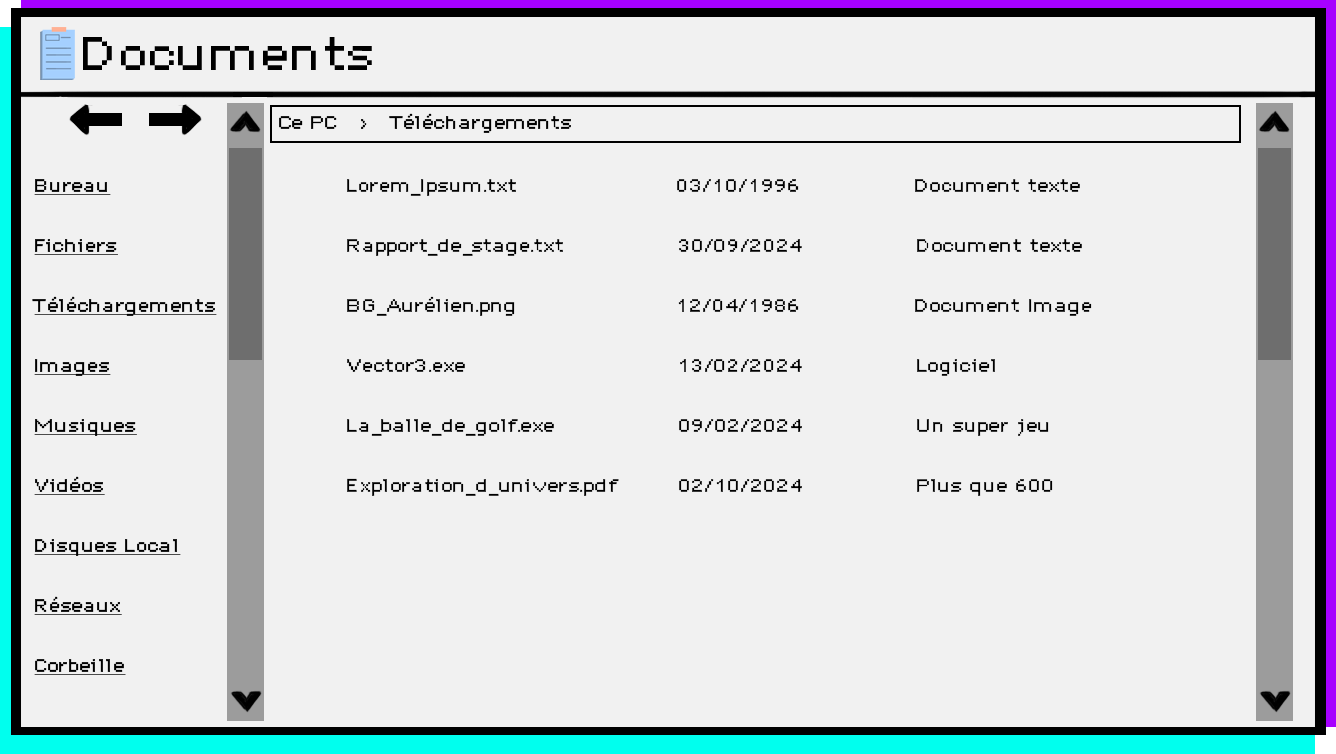 Documents
Ce PC > Téléchargements
Bureau
Fichiers
Téléchargements
Images
Musiques
Vidéos
Disques Local
Réseaux
Corbeille
Lorem_Ipsum.txt 03/10/1996 Document texte
Rapport_de_stage.txt 30/09/2024 Document texte
BG_Aurélien.png 12/04/1986 Document Image
Vector3.exe 13/02/2024 Logiciel
La_balle_de_golf.exe 09/02/2024 Un super jeu
Exploration_d_univers.pdf 02/10/2024 Plus que 600